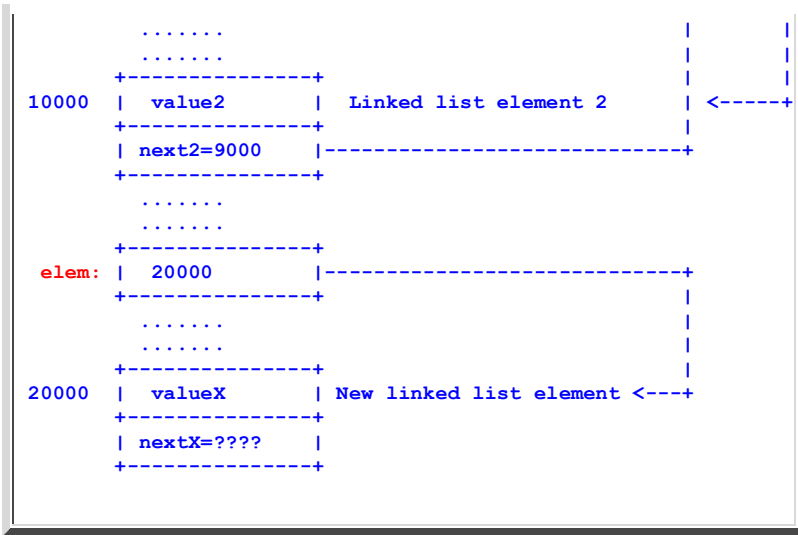 .......                                      |         |
          .......                                      |         |
        +---------------+                              |         |
10000   |  value2       |  Linked list element 2       |  <------+
        +---------------+                              |
        | next2=9000    |------------------------------+
        +---------------+
          .......
          .......
        +---------------+
 elem:  |  20000        |------------------------------+
        +---------------+                              |
          .......                                      |
          .......                                      |
        +---------------+                              |
20000   |  valueX       | New linked list element <----+
        +---------------+
        | nextX=????    |
        +---------------+